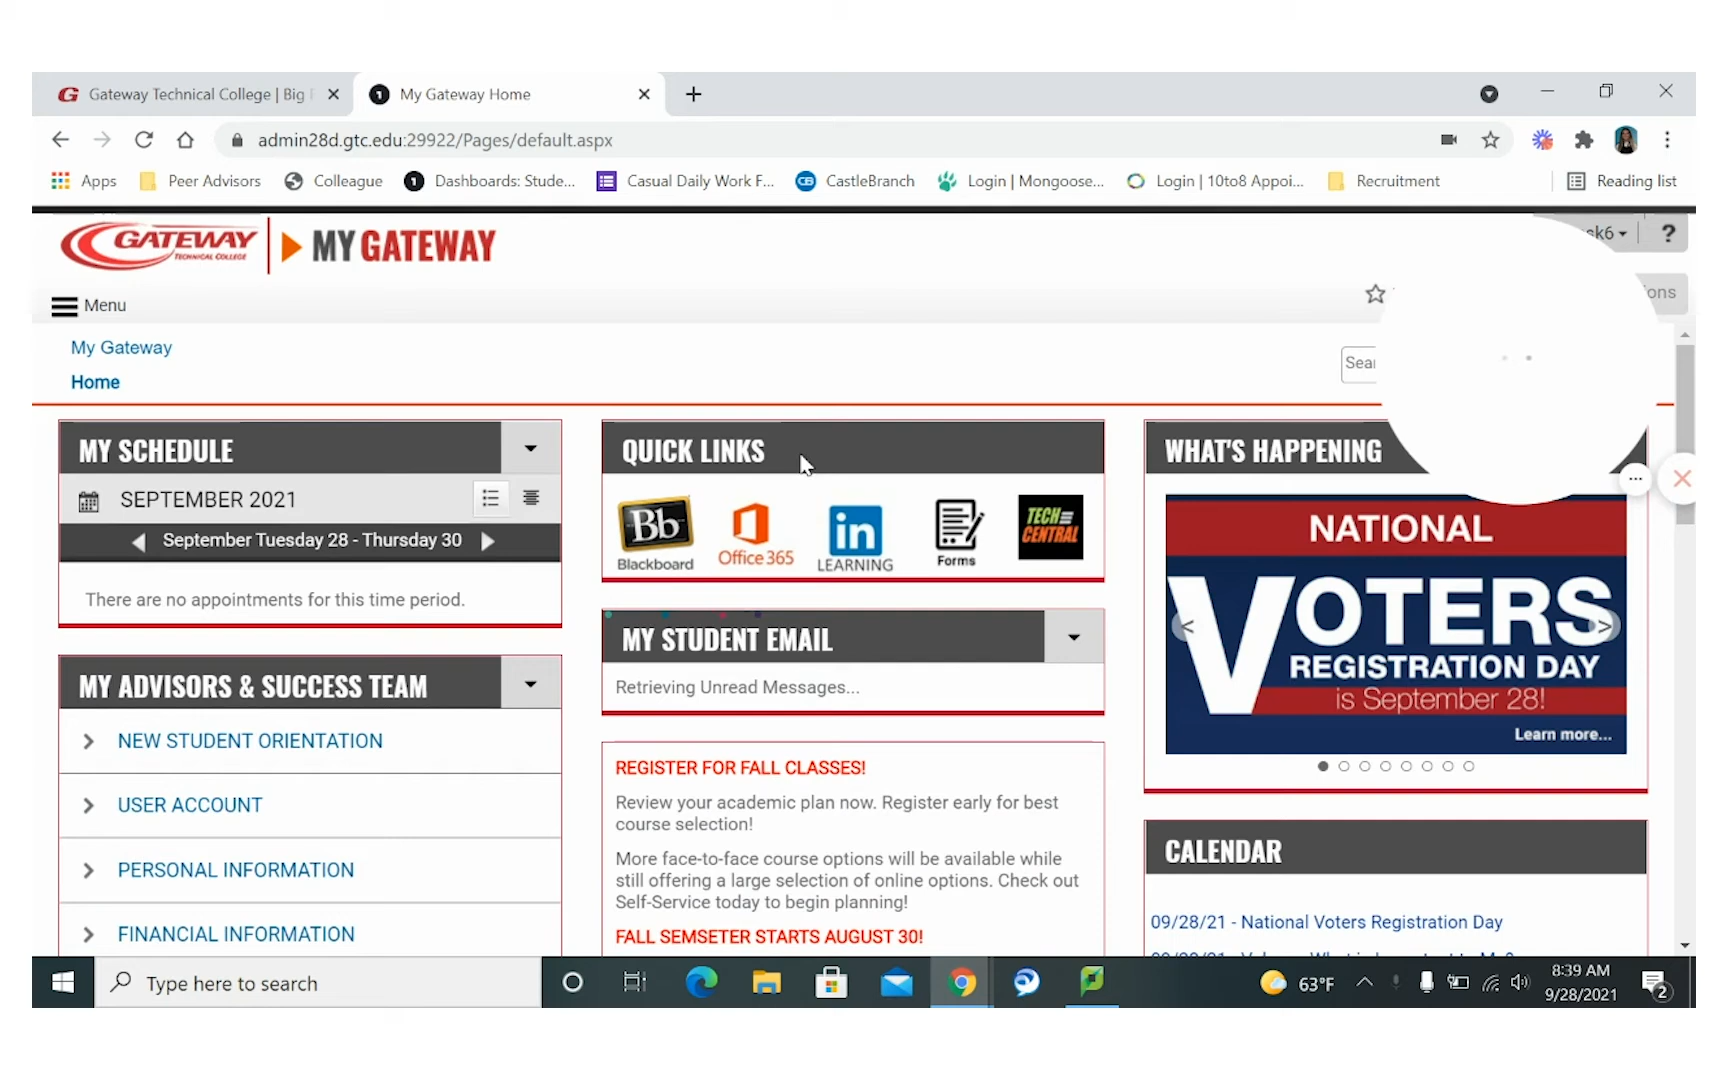 Gateway Technical College | Big
My Gateway Home
admin28d.gtc.edu:29922/Pages/default.aspx
Apps
Peer Advisors
Colleague
Dashboards: Stude...
Casual Daily Work F...
CastleBranch
Login | Mongoose...
Login | 10to8 Appoi...
Recruitment
Reading list
GATEWAY
TECHNICAL COLLEGE
MY GATEWAY
sk6
?
Menu
ons
My Gateway
Home
Sear
MY SCHEDULE
SEPTEMBER 2021
September Tuesday 28 - Thursday 30
There are no appointments for this time period.
MY ADVISORS & SUCCESS TEAM
NEW STUDENT ORIENTATION
USER ACCOUNT
PERSONAL INFORMATION
FINANCIAL INFORMATION
QUICK LINKS
Bb
Blackboard
Office 365
in
LEARNING
Forms
TECH
CENTRAL
MY STUDENT EMAIL
Retrieving Unread Messages...
REGISTER FOR FALL CLASSES!
Review your academic plan now. Register early for best
course selection!
More face-to-face course options will be available while
still offering a large selection of online options. Check out
Self-Service today to begin planning!
FALL SEMSETER STARTS AUGUST 30!
WHAT'S HAPPENING
NATIONAL
VOTERS
REGISTRATION DAY
is September 28!
Learn more...
CALENDAR
09/28/21 - National Voters Registration Day
Type here to search
63°F
8:39 AM
9/28/2021
2